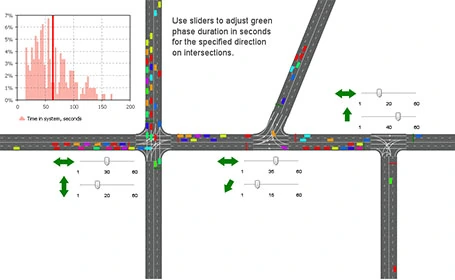 7%
6%
5%
4%
3%
2%
1%
0%
0 50 100 150 200
Time in system, seconds
Use sliders to adjust green
phase duration in seconds
for the specified direction
on intersections.
1 20 60
1 40 60
1 30 60
1 20 60
1 35 60
1 15 60